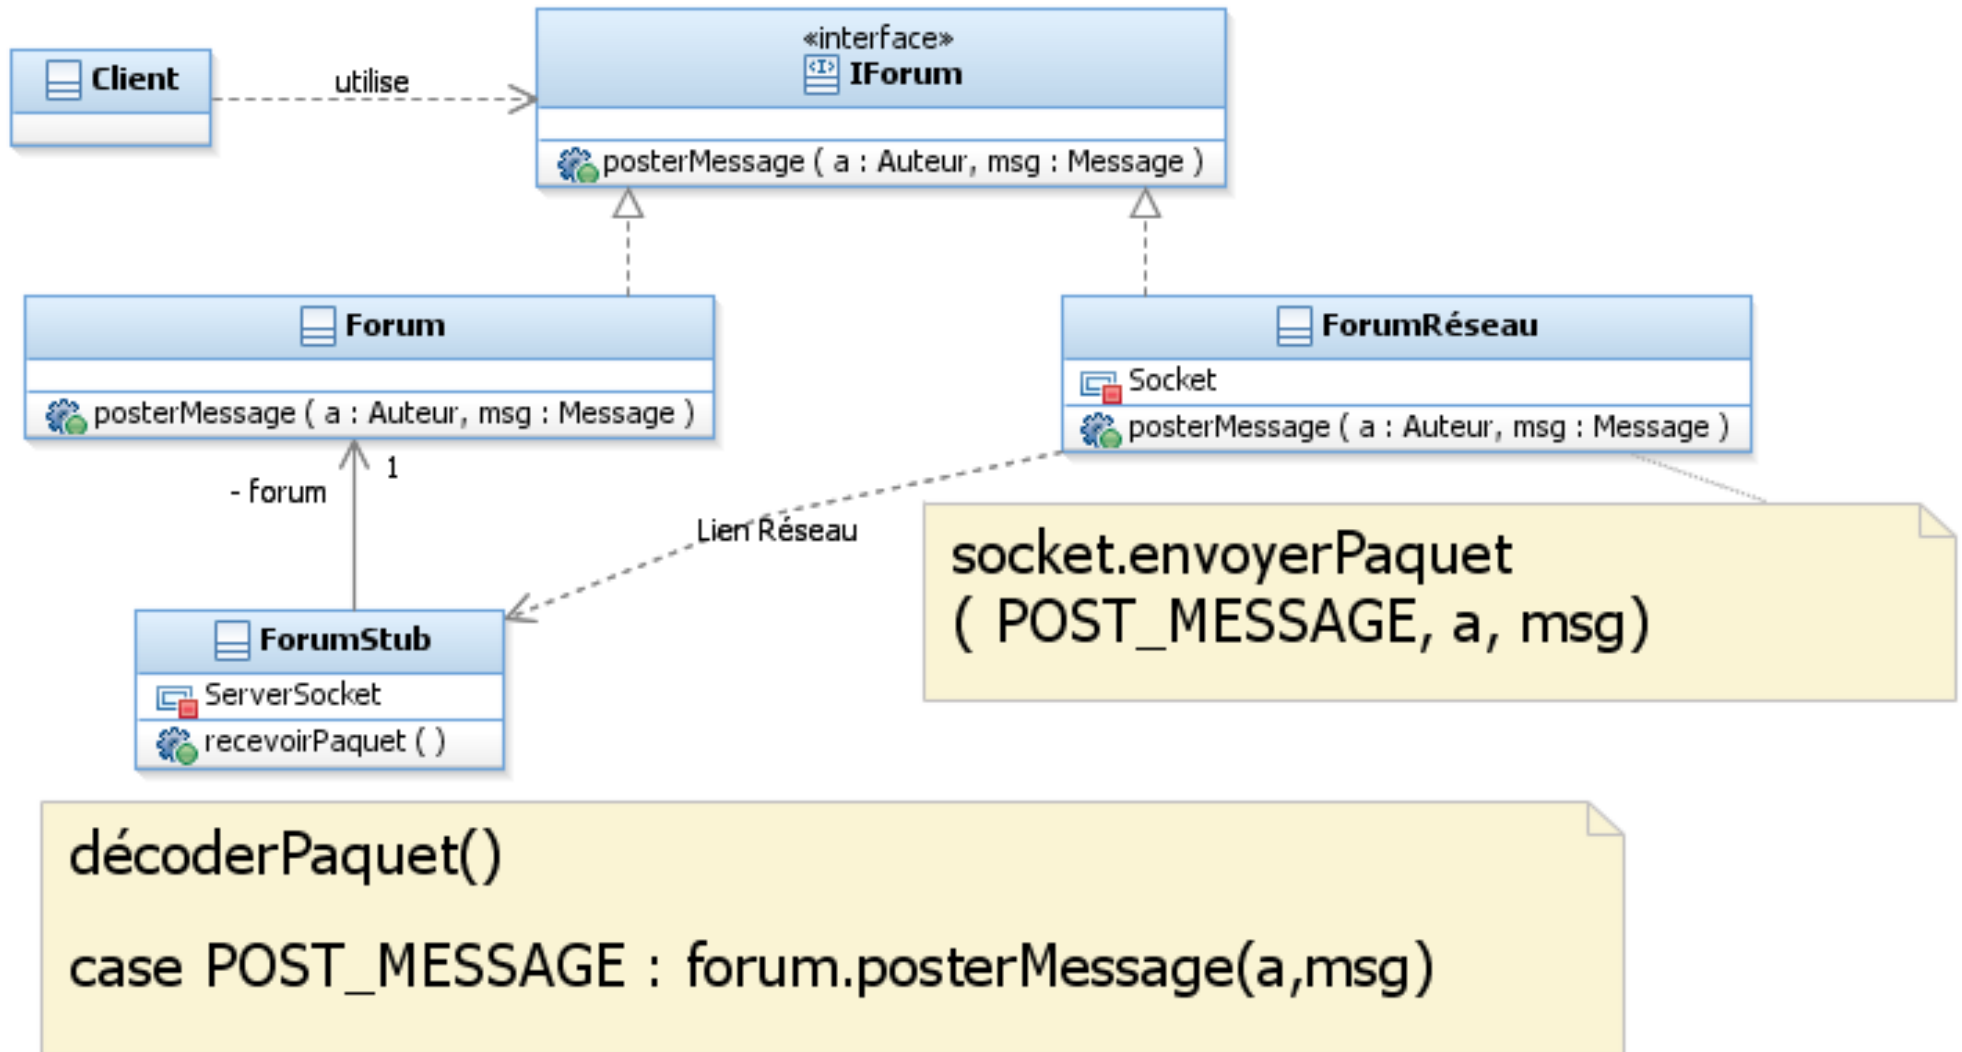 Client
utilise
«interface»
IForum
posterMessage ( a : Auteur, msg : Message )
Forum
posterMessage ( a : Auteur, msg : Message )
ForumRéseau
Socket
posterMessage ( a : Auteur, msg : Message )
1
- forum
Lien Réseau
socket.envoyerPaquet
( POST_MESSAGE, a, msg)
ForumStub
ServerSocket
recevoirPaquet ( )
décoderPaquet()
case POST_MESSAGE : forum.posterMessage(a,msg)